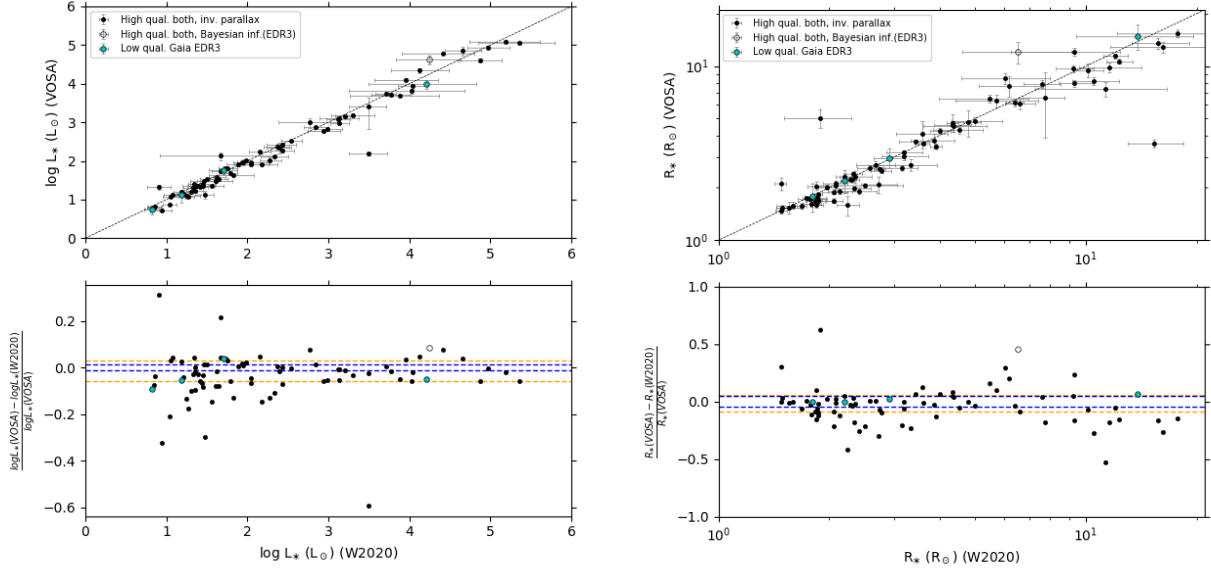 High qual. both, inv. parallax
High qual. both, Bayesian inf.(EDR3)
Low qual. Gaia EDR3
log L* (L⊙) (VOSA)
6
5
4
3
2
1
0
0 1 2 3 4 5 6
High qual. both, inv. parallax
High qual. both, Bayesian inf.(EDR3)
Low qual. Gaia EDR3
R* (R⊙) (VOSA)
10¹
10⁰
10⁰ 10¹
logL*(VOSA) − logL*(W2020)
logL*(VOSA)
0.2
0.0
−0.2
−0.4
−0.6
0 1 2 3 4 5 6
log L* (L⊙) (W2020)
R*(VOSA) − R*(W2020)
R*(VOSA)
1.0
0.5
0.0
−0.5
−1.0
10⁰ 10¹
R* (R⊙) (W2020)